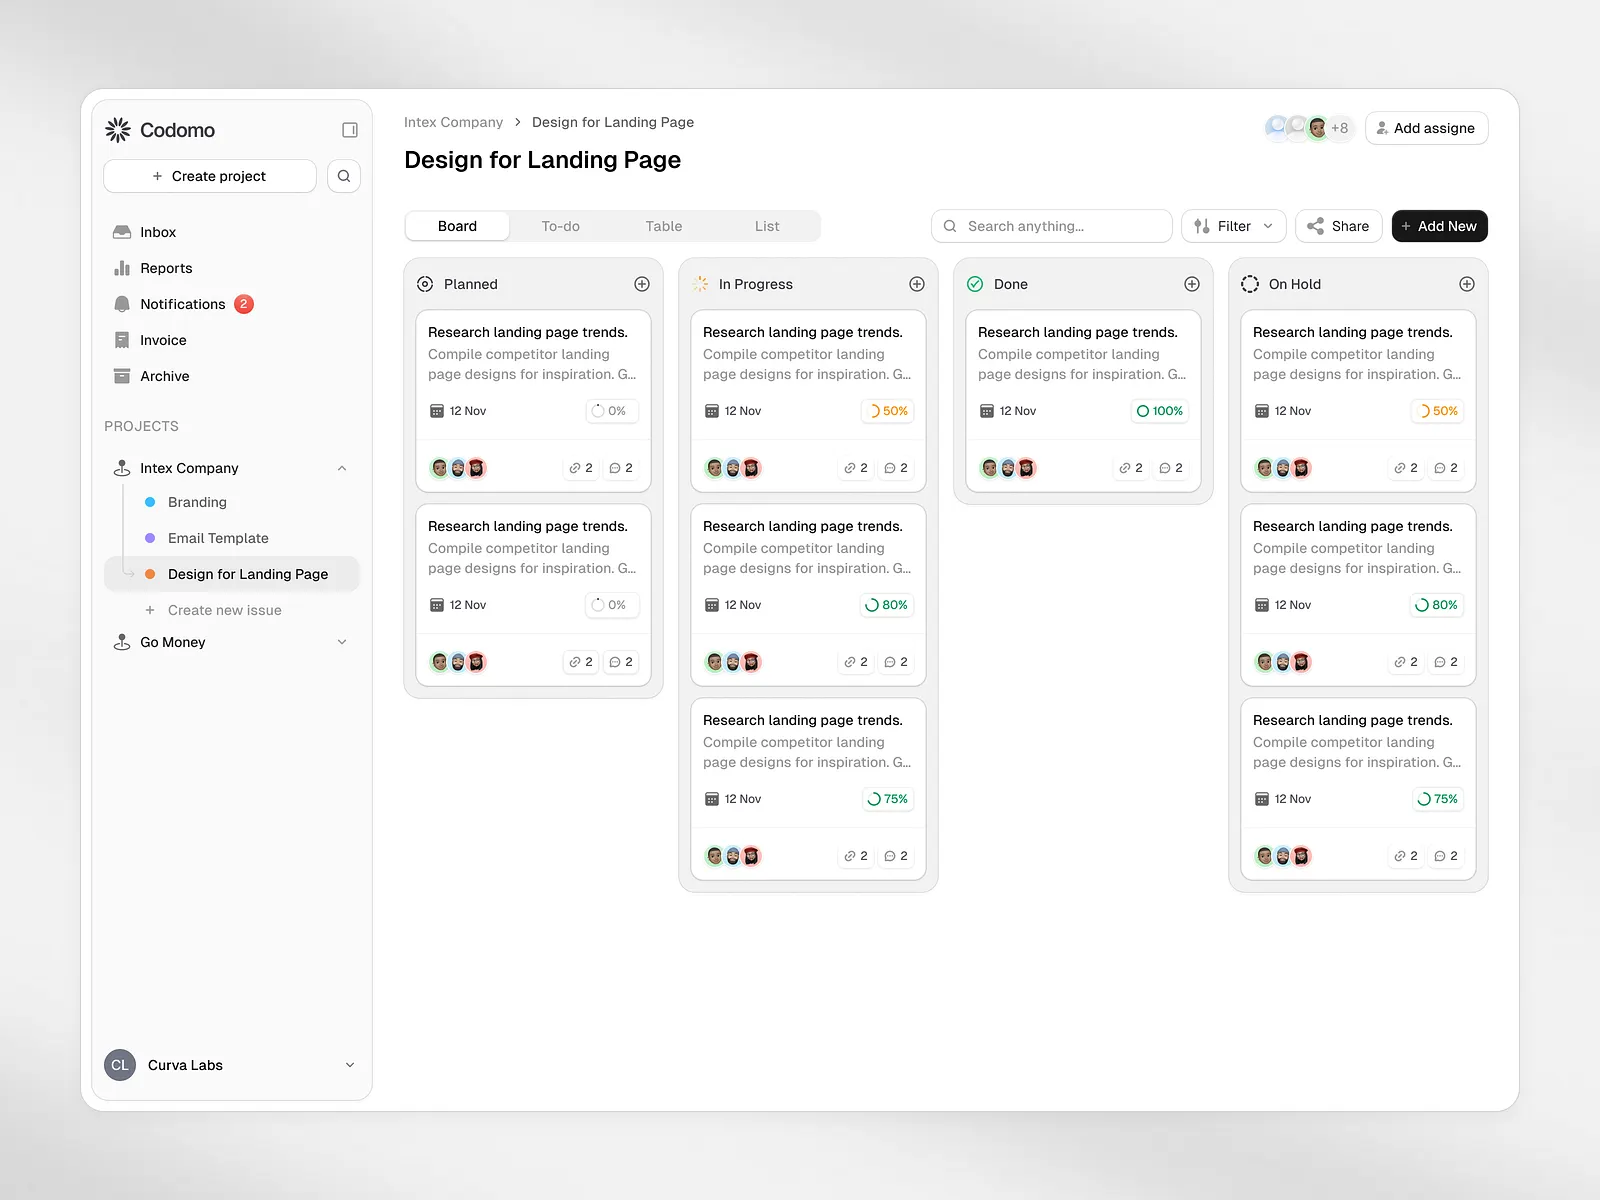 Codomo
+ Create project
Inbox
Reports
Notifications 2
Invoice
Archive
PROJECTS
Intex Company
Branding
Email Template
Design for Landing Page
+ Create new issue
Go Money
CL Curva Labs
Intex Company > Design for Landing Page
Design for Landing Page
+8
Add assigne
Board To-do Table List
Search anything...
Filter
Share
+ Add New
Planned
Research landing page trends.
Compile competitor landing
page designs for inspiration. G...
12 Nov 0%
2 2
Research landing page trends.
Compile competitor landing
page designs for inspiration. G...
12 Nov 0%
2 2
In Progress
Research landing page trends.
Compile competitor landing
page designs for inspiration. G...
12 Nov 50%
2 2
Research landing page trends.
Compile competitor landing
page designs for inspiration. G...
12 Nov 80%
2 2
Research landing page trends.
Compile competitor landing
page designs for inspiration. G...
12 Nov 75%
2 2
Done
Research landing page trends.
Compile competitor landing
page designs for inspiration. G...
12 Nov 100%
2 2
On Hold
Research landing page trends.
Compile competitor landing
page designs for inspiration. G...
12 Nov 50%
2 2
Research landing page trends.
Compile competitor landing
page designs for inspiration. G...
12 Nov 80%
2 2
Research landing page trends.
Compile competitor landing
page designs for inspiration. G...
12 Nov 75%
2 2